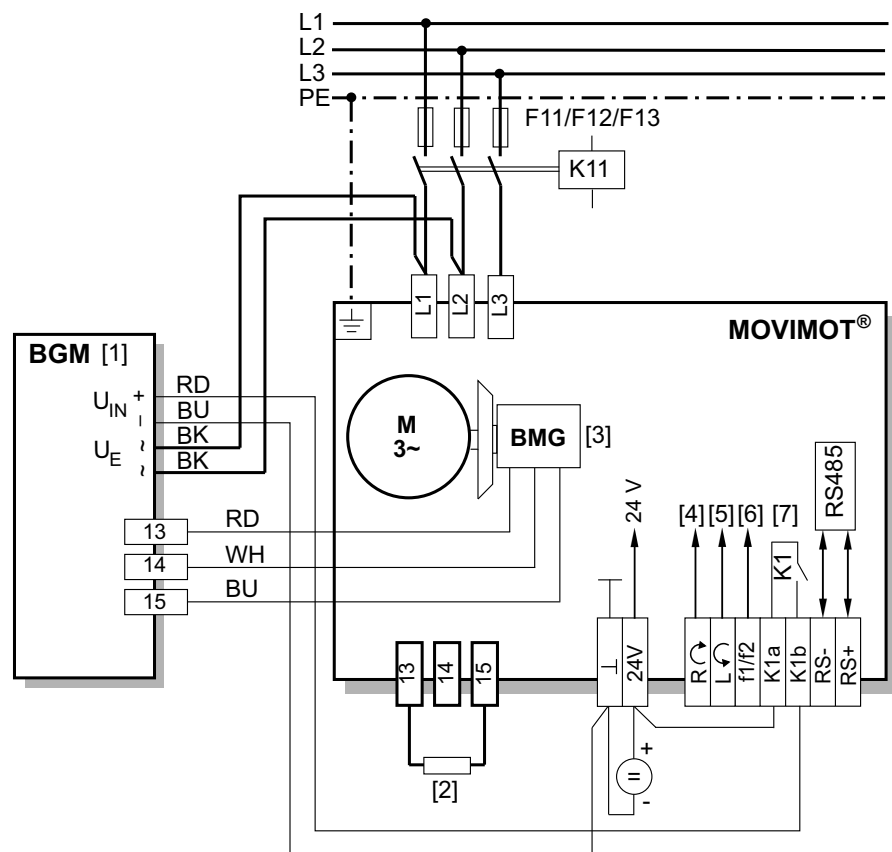 L1
L2
L3
PE
F11/F12/F13
K11
L1
L2
L3
MOVIMOT®
BGM [1]
UIN + –
RD
BU
UE ~ ~
BK
BK
M
3~
BMG
[3]
13
RD
14
WH
15
BU
24 V
[4] [5] [6] [7]
RS485
K1
13
14
15
[2]
⊥
24V
R
L
f1/f2
K1a
K1b
RS-
RS+
+
=
-